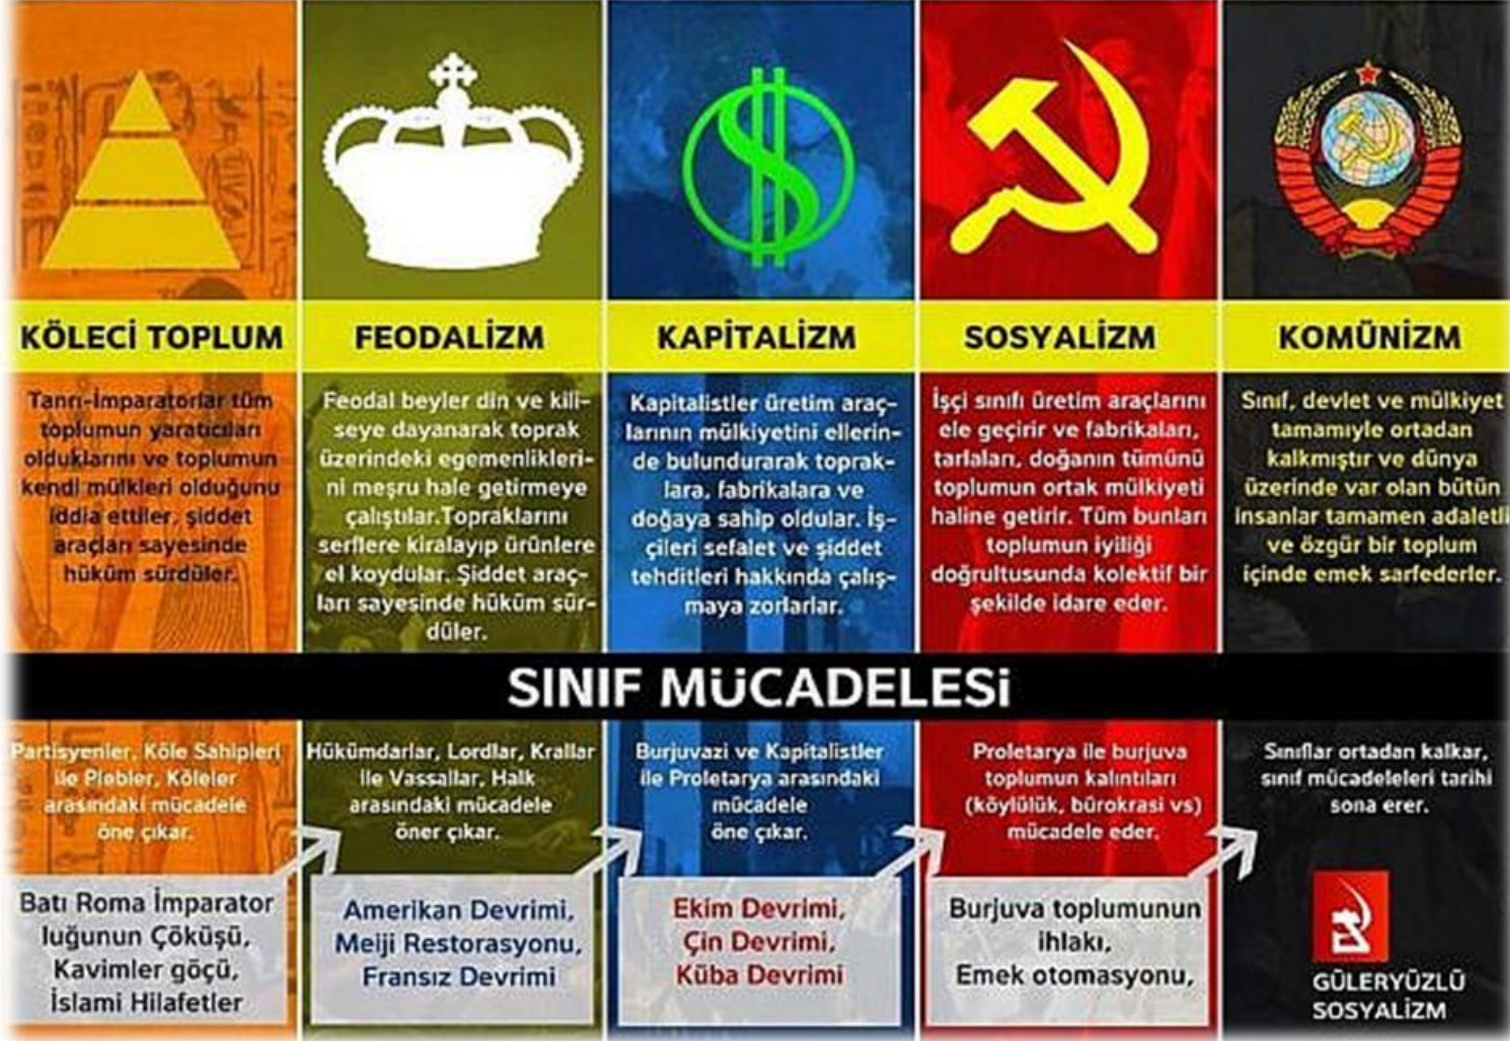 KÖLECİ TOPLUM
Tanrı-İmparatorlar tüm
toplumun yaratıcıları
olduklarını ve toplumun
kendi mülkleri olduğunu
iddia ettiler, şiddet
araçları sayesinde
hüküm sürdüler.
FEODALİZM
Feodal beyler din ve kili-
seye dayanarak toprak
üzerindeki egemenlikleri-
ni meşru hale getirmeye
çalıştılar.Topraklarını
serflere kiralayıp ürünlere
el koydular. Şiddet araç-
ları sayesinde hüküm sür-
düler.
KAPİTALİZM
Kapitalistler üretim araç-
larının mülkiyetini ellerin-
de bulundurarak toprak-
lara, fabrikalara ve
doğaya sahip oldular. İş-
çileri sefalet ve şiddet
tehditleri hakkında çalış-
maya zorlarlar.
SOSYALİZM
İşçi sınıfı üretim araçlarını
ele geçirir ve fabrikaları,
tarlaları, doğanın tümünü
toplumun ortak mülkiyeti
haline getirir. Tüm bunları
toplumun iyiliği
doğrultusunda kolektif bir
şekilde idare eder.
KOMÜNİZM
Sınıf, devlet ve mülkiyet
tamamıyle ortadan
kalkmıştır ve dünya
üzerinde var olan bütün
insanlar tamamen adaletli
ve özgür bir toplum
içinde emek sarfederler.
SINIF MÜCADELESİ
Partisyenler, Köle Sahipleri
ile Plebler, Köleler
arasındaki mücadele
öne çıkar.
Batı Roma İmparator
luğunun Çöküşü,
Kavimler göçü,
İslami Hilafetler
Hükümdarlar, Lordlar, Krallar
ile Vassallar, Halk
arasındaki mücadele
öner çıkar.
Amerikan Devrimi,
Meiji Restorasyonu,
Fransız Devrimi
Burjuvazi ve Kapitalistler
ile Proletarya arasındaki
mücadele
öne çıkar.
Ekim Devrimi,
Çin Devrimi,
Küba Devrimi
Proletarya ile burjuva
toplumun kalıntıları
(köylülük, bürokrasi vs)
mücadele eder.
Burjuva toplumunun
ihlakı,
Emek otomasyonu,
Sınıflar ortadan kalkar,
sınıf mücadeleleri tarihi
sona erer.
GÜLERYÜZLÜ
SOSYALİZM